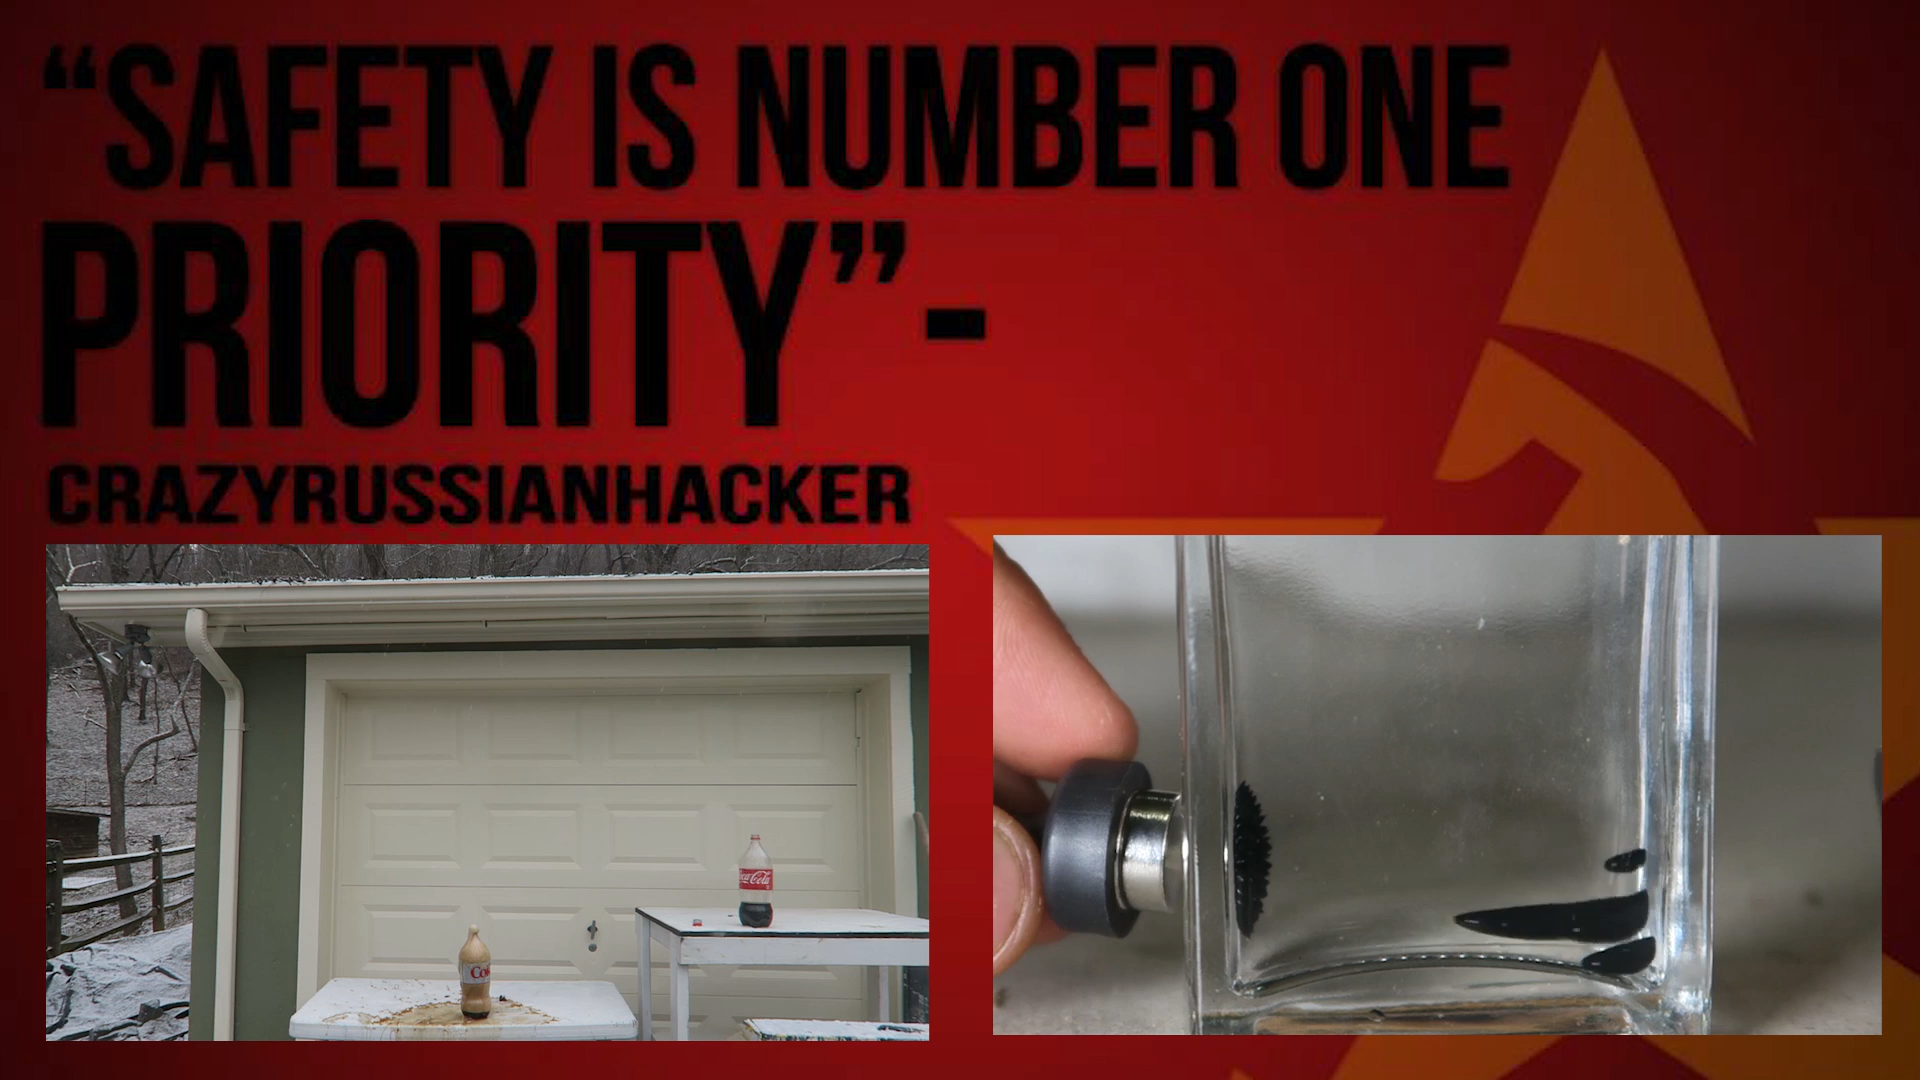 “SAFETY IS NUMBER ONE
PRIORITY”-
CRAZYRUSSIANHACKER
Coca-Cola